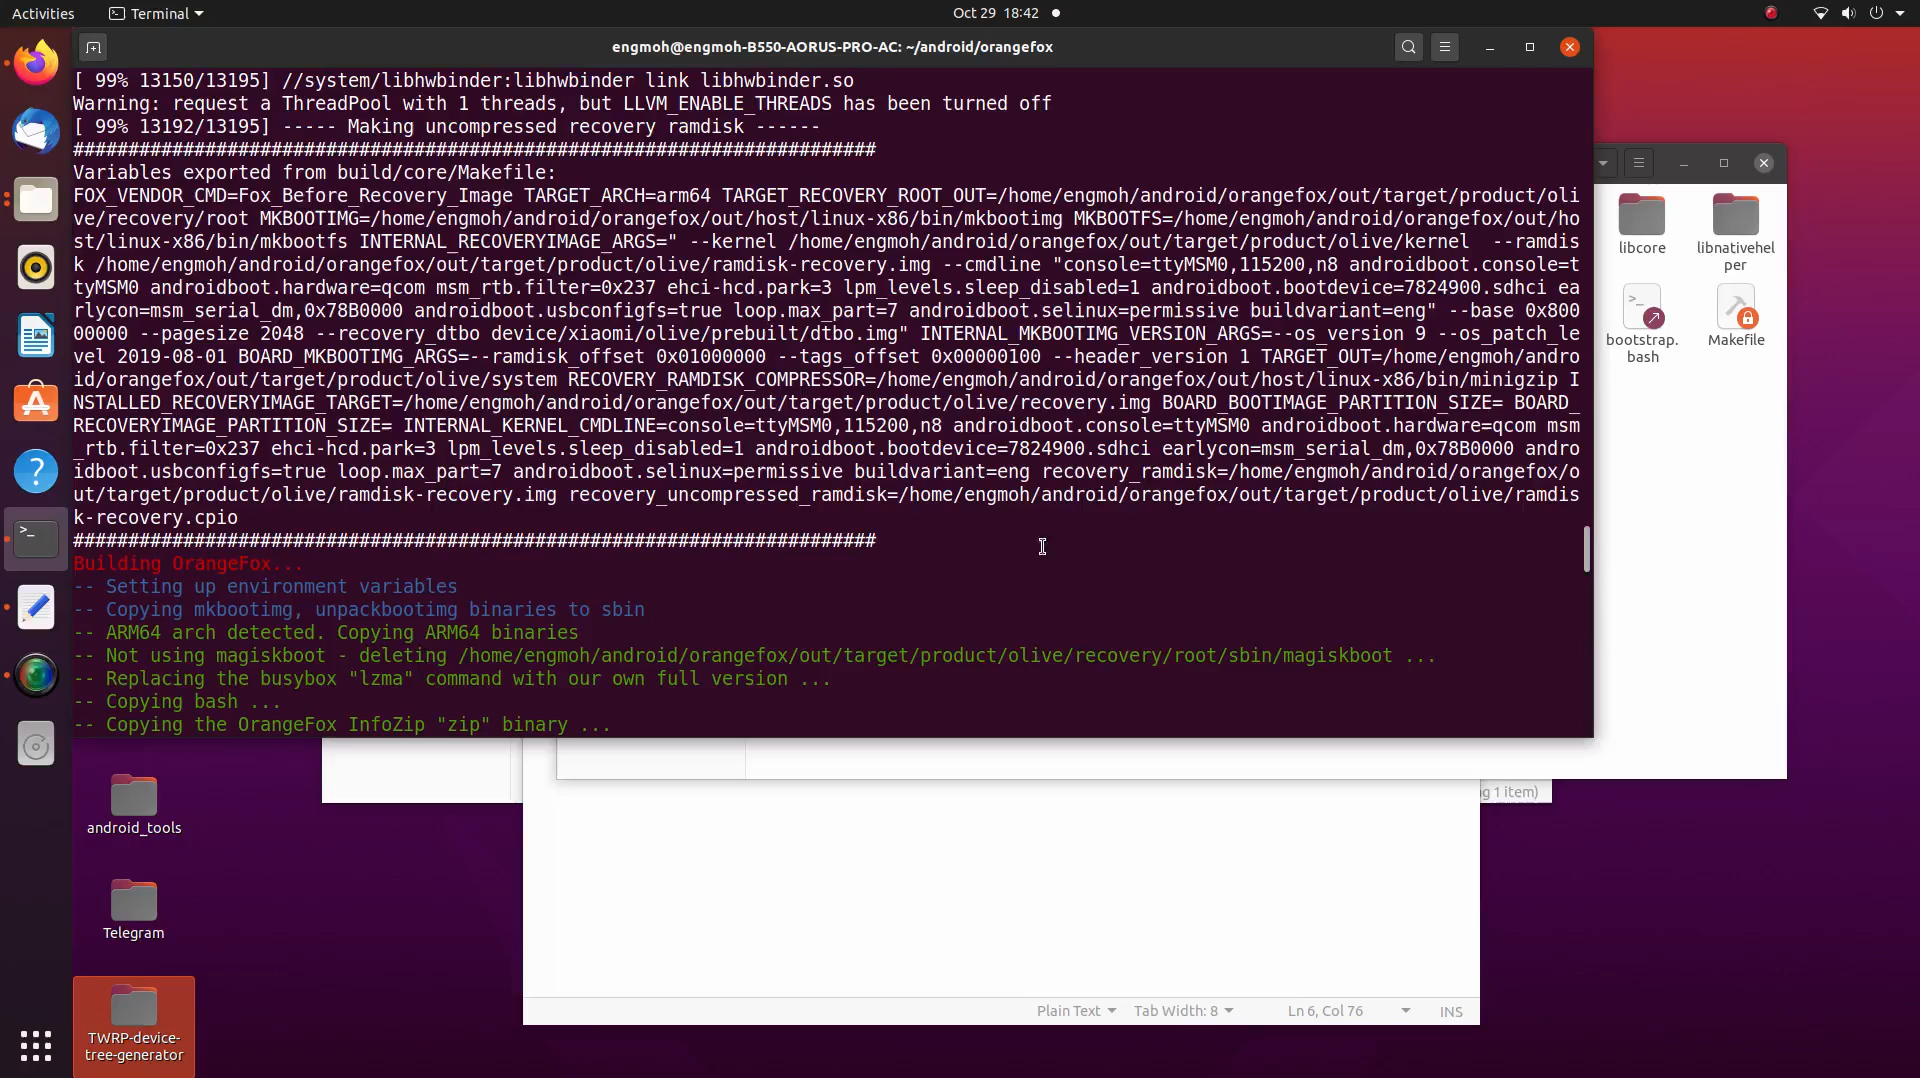 Activities
Terminal
Oct 29 18:42
engmoh@engmoh-B550-AORUS-PRO-AC: ~/android/orangefox
[ 99% 13150/13195] //system/libhwbinder:libhwbinder link libhwbinder.so
Warning: request a ThreadPool with 1 threads, but LLVM_ENABLE_THREADS has been turned off
[ 99% 13192/13195] ----- Making uncompressed recovery ramdisk ------
#########################################################################
Variables exported from build/core/Makefile:
FOX_VENDOR_CMD=Fox_Before_Recovery_Image TARGET_ARCH=arm64 TARGET_RECOVERY_ROOT_OUT=/home/engmoh/android/orangefox/out/target/product/oli
ve/recovery/root MKBOOTIMG=/home/engmoh/android/orangefox/out/host/linux-x86/bin/mkbootimg MKBOOTFS=/home/engmoh/android/orangefox/out/ho
st/linux-x86/bin/mkbootfs INTERNAL_RECOVERYIMAGE_ARGS=" --kernel /home/engmoh/android/orangefox/out/target/product/olive/kernel  --ramdis
k /home/engmoh/android/orangefox/out/target/product/olive/ramdisk-recovery.img --cmdline "console=ttyMSM0,115200,n8 androidboot.console=t
tyMSM0 androidboot.hardware=qcom msm_rtb.filter=0x237 ehci-hcd.park=3 lpm_levels.sleep_disabled=1 androidboot.bootdevice=7824900.sdhci ea
rlycon=msm_serial_dm,0x78B0000 androidboot.usbconfigfs=true loop.max_part=7 androidboot.selinux=permissive buildvariant=eng" --base 0x800
00000 --pagesize 2048 --recovery_dtbo device/xiaomi/olive/prebuilt/dtbo.img" INTERNAL_MKBOOTIMG_VERSION_ARGS=--os_version 9 --os_patch_le
vel 2019-08-01 BOARD_MKBOOTIMG_ARGS=--ramdisk_offset 0x01000000 --tags_offset 0x00000100 --header_version 1 TARGET_OUT=/home/engmoh/andro
id/orangefox/out/target/product/olive/system RECOVERY_RAMDISK_COMPRESSOR=/home/engmoh/android/orangefox/out/host/linux-x86/bin/minigzip I
NSTALLED_RECOVERYIMAGE_TARGET=/home/engmoh/android/orangefox/out/target/product/olive/recovery.img BOARD_BOOTIMAGE_PARTITION_SIZE= BOARD_
RECOVERYIMAGE_PARTITION_SIZE= INTERNAL_KERNEL_CMDLINE=console=ttyMSM0,115200,n8 androidboot.console=ttyMSM0 androidboot.hardware=qcom msm
_rtb.filter=0x237 ehci-hcd.park=3 lpm_levels.sleep_disabled=1 androidboot.bootdevice=7824900.sdhci earlycon=msm_serial_dm,0x78B0000 andro
idboot.usbconfigfs=true loop.max_part=7 androidboot.selinux=permissive buildvariant=eng recovery_ramdisk=/home/engmoh/android/orangefox/o
ut/target/product/olive/ramdisk-recovery.img recovery_uncompressed_ramdisk=/home/engmoh/android/orangefox/out/target/product/olive/ramdis
k-recovery.cpio
#########################################################################
Building OrangeFox...
-- Setting up environment variables
-- Copying mkbootimg, unpackbootimg binaries to sbin
-- ARM64 arch detected. Copying ARM64 binaries
-- Not using magiskboot - deleting /home/engmoh/android/orangefox/out/target/product/olive/recovery/root/sbin/magiskboot ...
-- Replacing the busybox "lzma" command with our own full version ...
-- Copying bash ...
-- Copying the OrangeFox InfoZip "zip" binary ...
libcore
libnativehel
per
bootstrap.
bash
Makefile
g 1 item)
android_tools
Telegram
TWRP-device-
tree-generator
Plain Text
Tab Width: 8
Ln 6, Col 76
INS